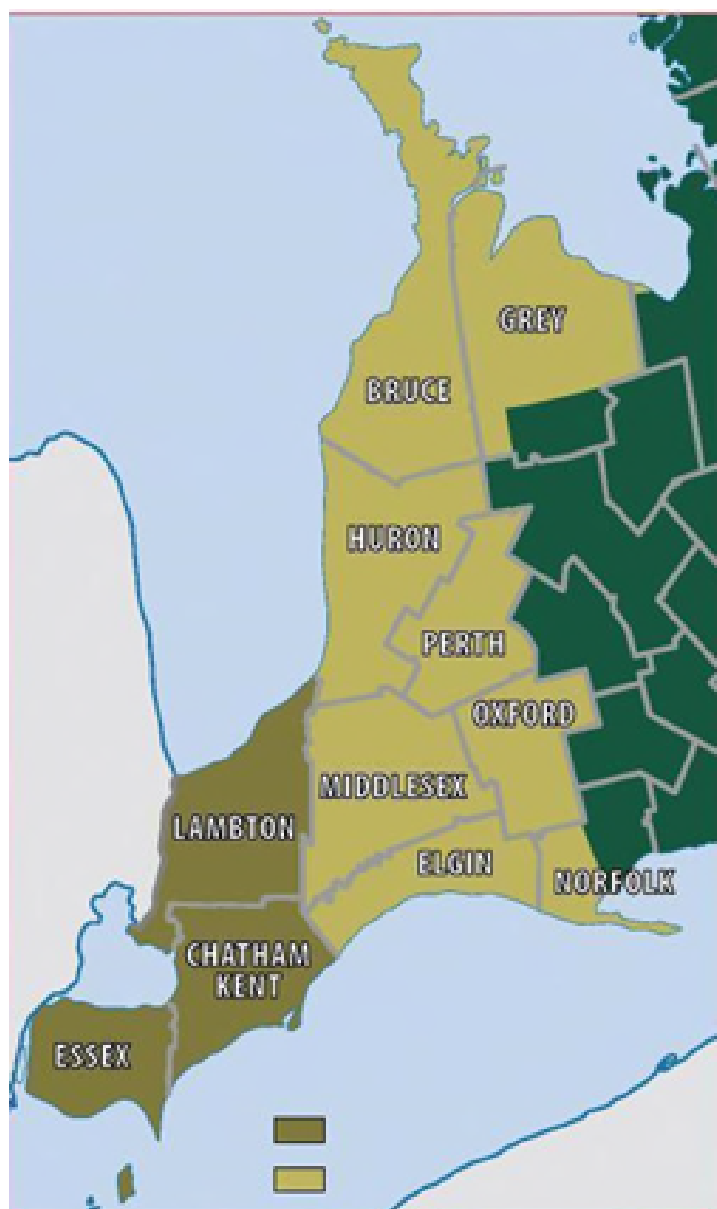 GREY
BRUCE
HURON
PERTH
OXFORD
MIDDLESEX
LAMBTON
ELGIN
NORFOLK
CHATHAM
KENT
ESSEX